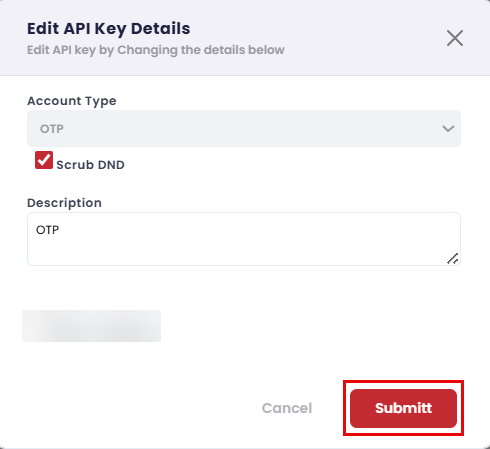 Edit API Key Details
Edit API key by Changing the details below
Account Type
OTP
Scrub DND
Description
OTP
Cancel
Submitt